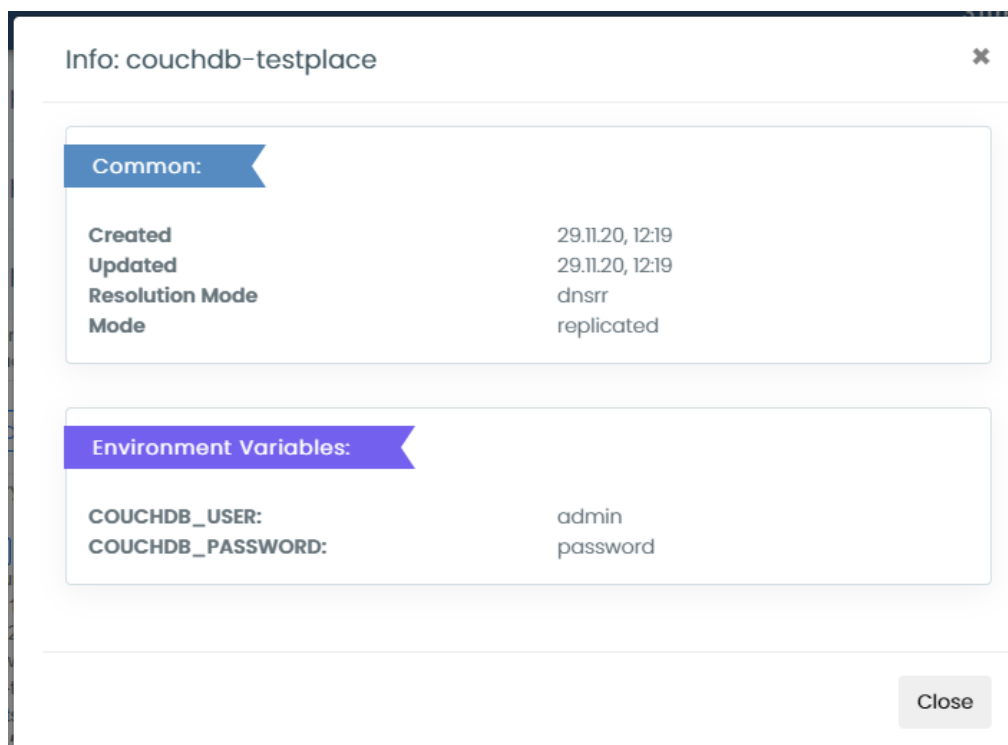 Info: couchdb-testplace
Common:
Created 29.11.20, 12:19
Updated 29.11.20, 12:19
Resolution Mode dnsrr
Mode replicated
Environment Variables:
COUCHDB_USER: admin
COUCHDB_PASSWORD: password
Close